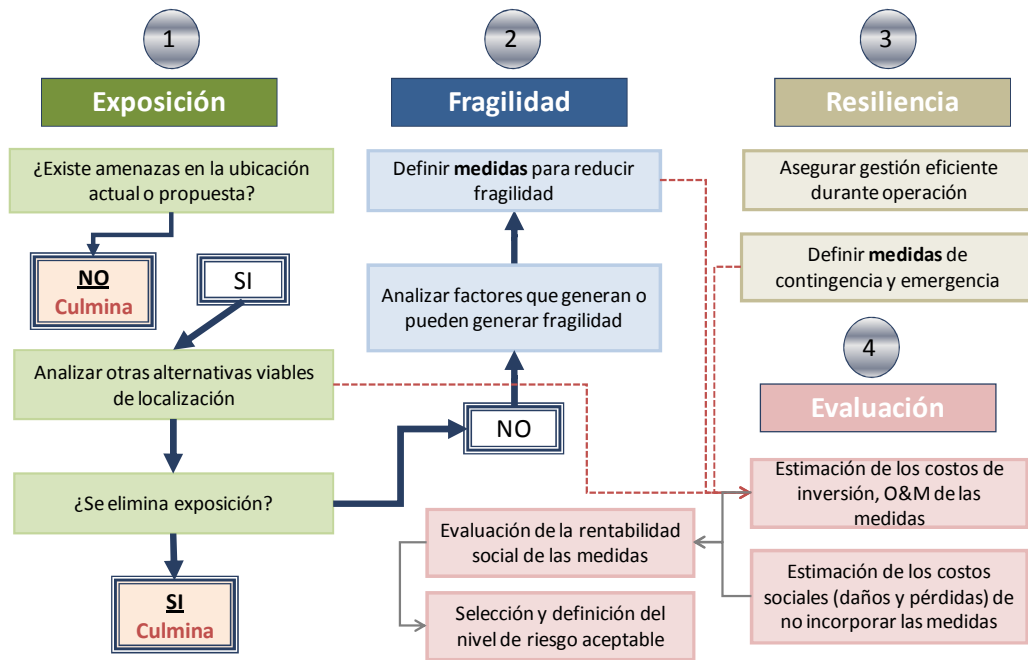 1
Exposición
¿Existe amenazas en la ubicación
actual o propuesta?
NO
Culmina
SI
Analizar otras alternativas viables
de localización
¿Se elimina exposición?
SI
Culmina
2
Fragilidad
Definir medidas para reducir
fragilidad
Analizar factores que generan o
pueden generar fragilidad
NO
3
Resiliencia
Asegurar gestión eficiente
durante operación
Definir medidas de
contingencia y emergencia
4
Evaluación
Estimación de los costos de
inversión, O&M de las
medidas
Estimación de los costos
sociales (daños y pérdidas) de
no incorporar las medidas
Evaluación de la rentabilidad
social de las medidas
Selección y definición del
nivel de riesgo aceptable